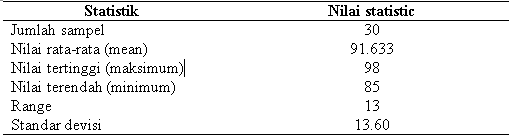 Statistik Nilai statistic
Jumlah sampel 30
Nilai rata-rata (mean) 91.633
Nilai tertinggi (maksimum) 98
Nilai terendah (minimum) 85
Range 13
Standar devisi 13.60